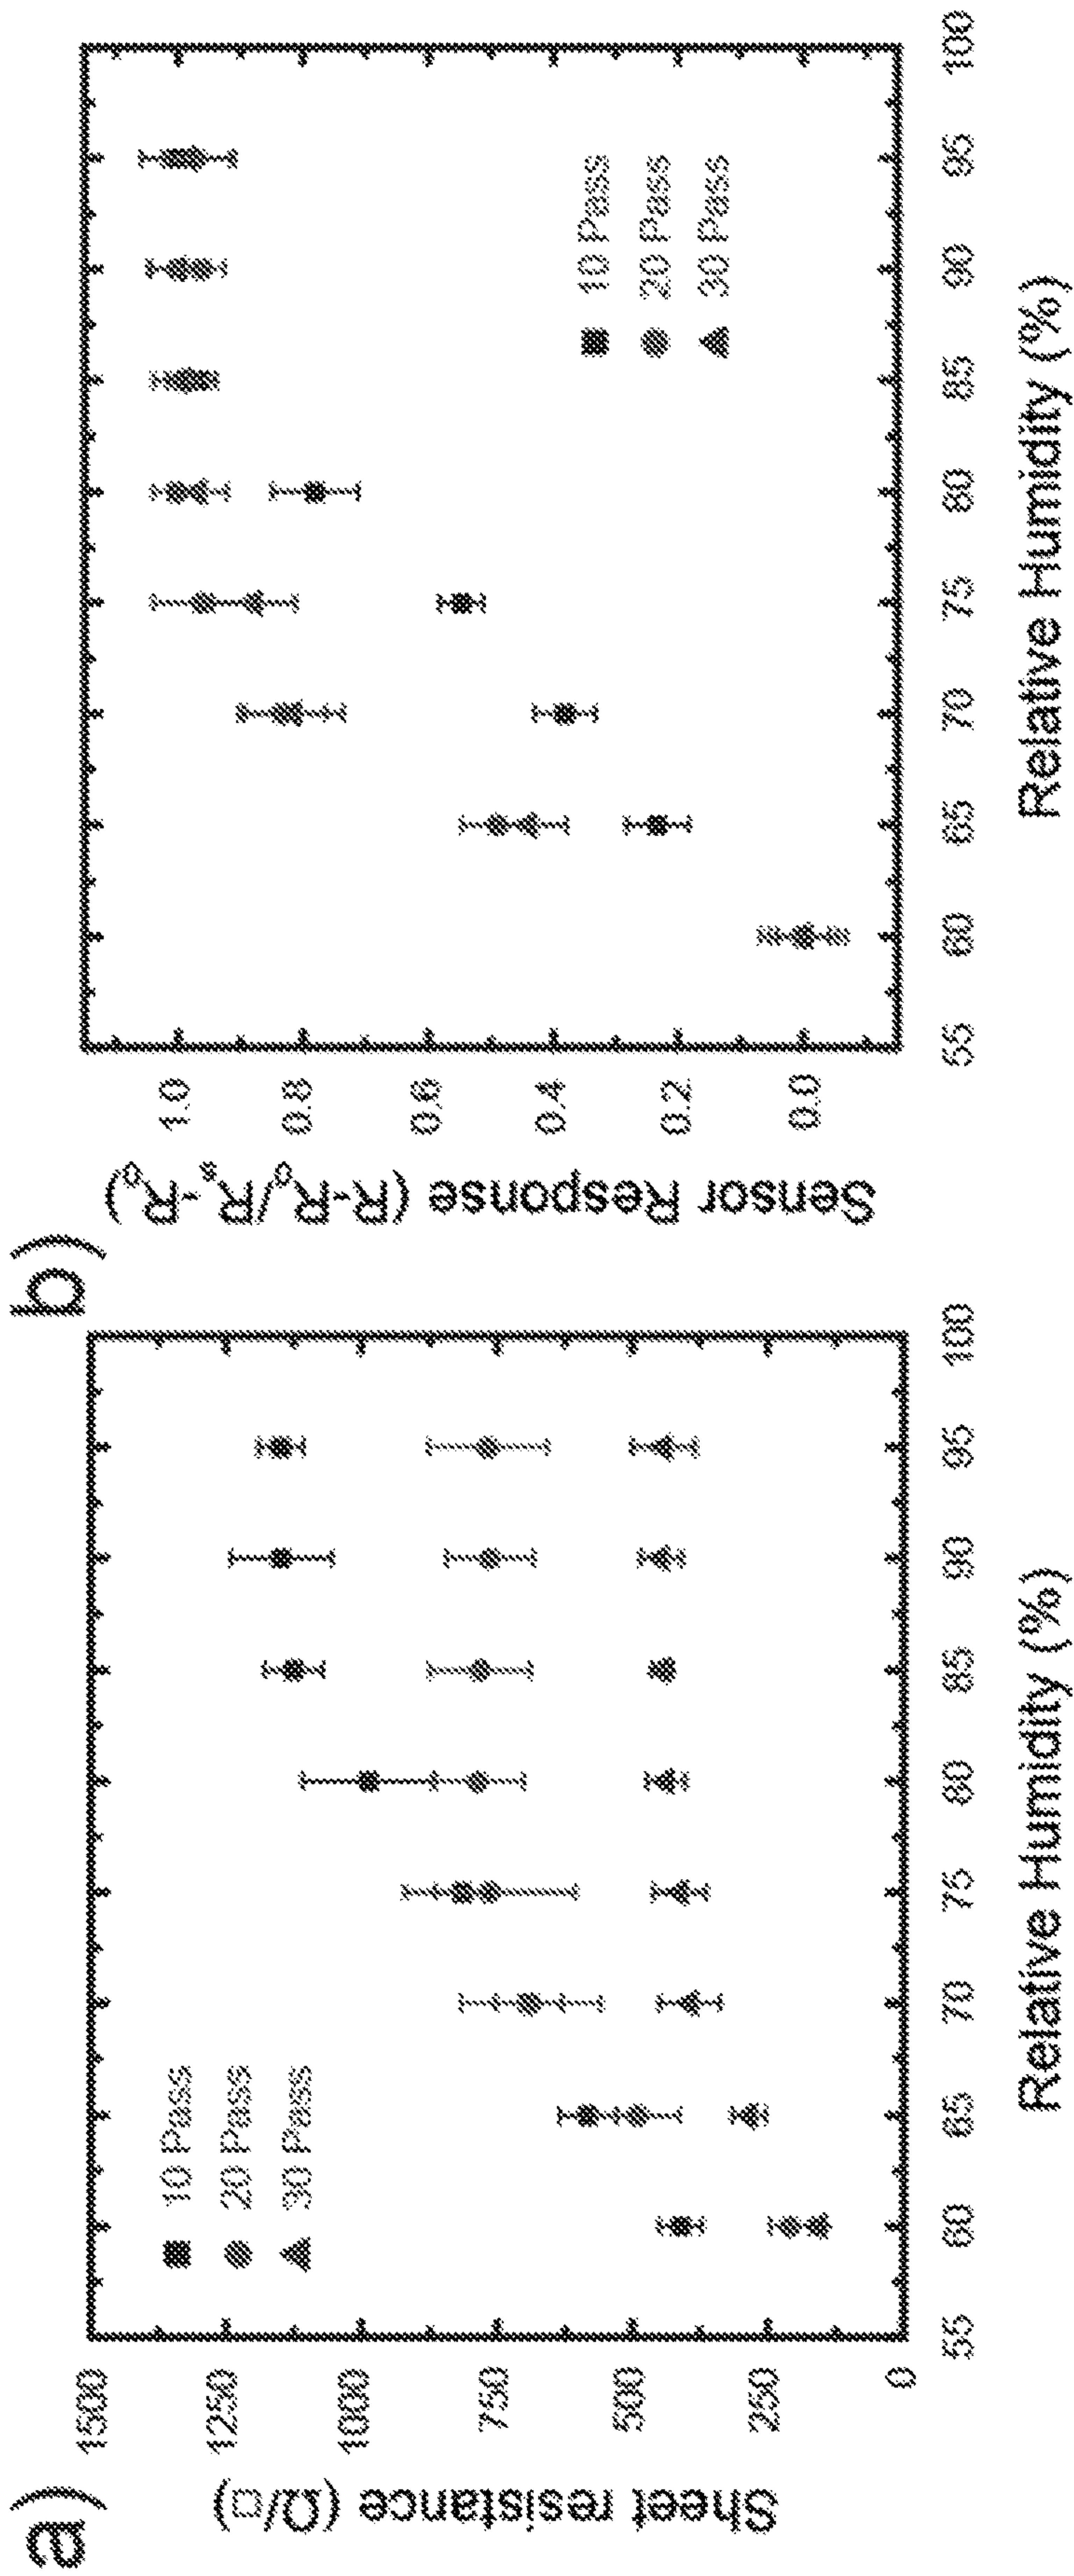 a)
Sheet resistance (Ω/□)
1500
1250
1000
750
500
250
0
10 Pass
20 Pass
30 Pass
55 60 65 70 75 80 85 90 95 100
Relative Humidity (%)
b)
Sensor Response (R-R₀/Rₛ-R₀)
1.0
0.8
0.6
0.4
0.2
0.0
10 Pass
20 Pass
30 Pass
55 60 65 70 75 80 85 90 95 100
Relative Humidity (%)